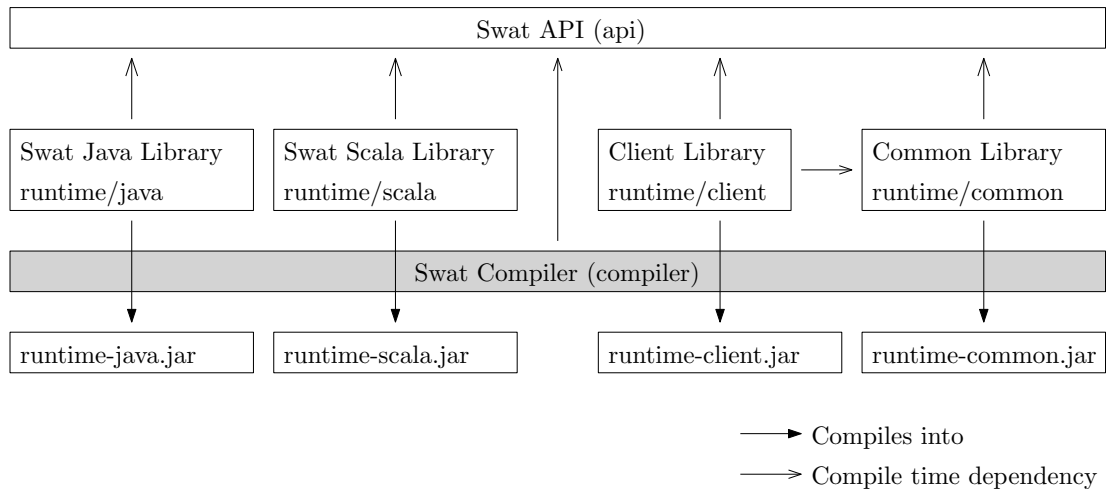 Swat API (api)
Swat Java Library
runtime/java
Swat Scala Library
runtime/scala
Client Library
runtime/client
Common Library
runtime/common
Swat Compiler (compiler)
runtime-java.jar
runtime-scala.jar
runtime-client.jar
runtime-common.jar
Compiles into
Compile time dependency